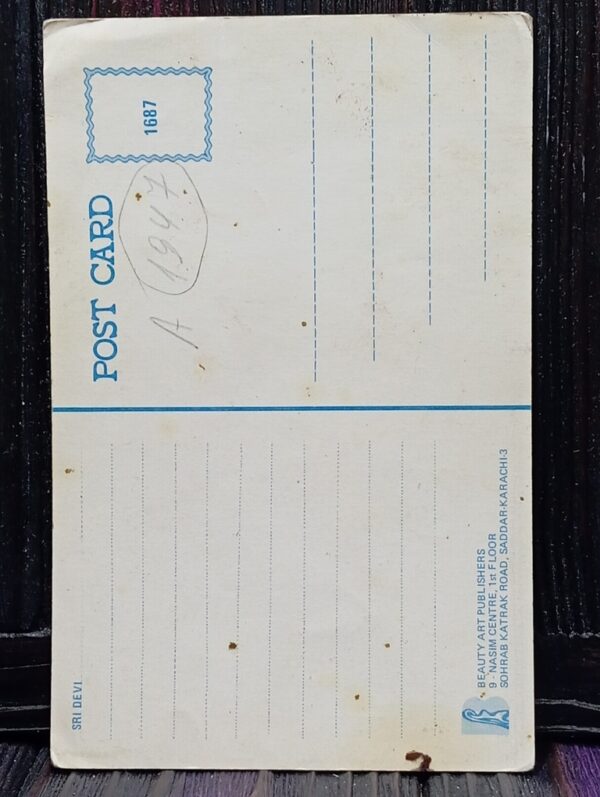 SRI DEVI
BEAUTY ART PUBLISHERS
9 - NASIM CENTRE, 1st FLOOR
SOHRAB KATRAK ROAD, SADDAR-KARACHI-3
POST CARD
1687
A 1947